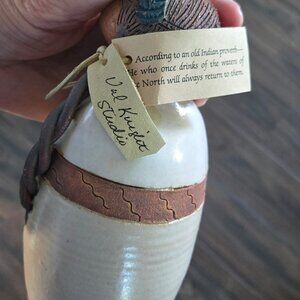 According to an old Indian proverb—
He who once drinks of the waters of
the North will always return to them.
Val Knight
Studio